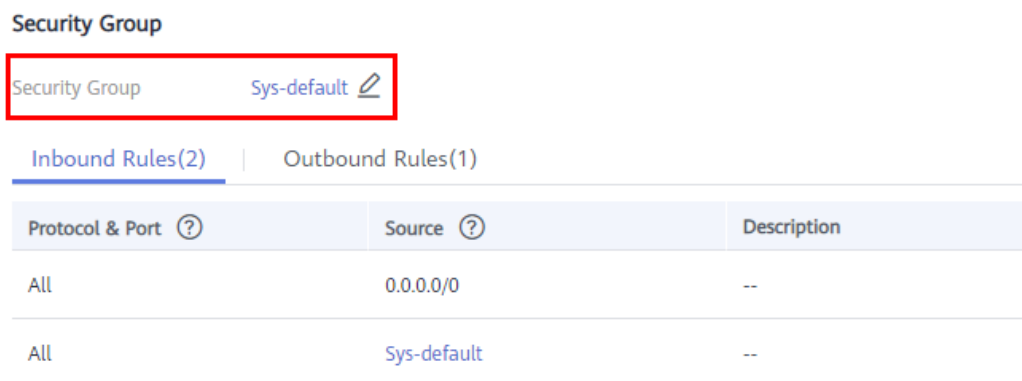 Security Group
Security Group Sys-default
Inbound Rules(2) Outbound Rules(1)
Protocol & Port ? Source ? Description
All 0.0.0.0/0 --
All Sys-default --